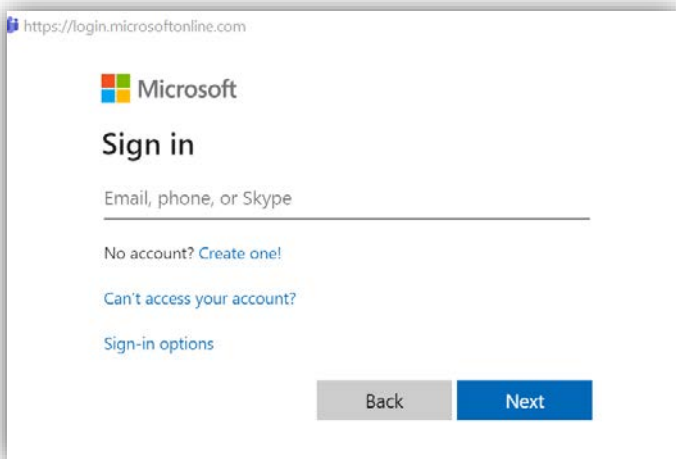 https://login.microsoftonline.com
Microsoft
Sign in
Email, phone, or Skype
No account? Create one!
Can't access your account?
Sign-in options
Back
Next